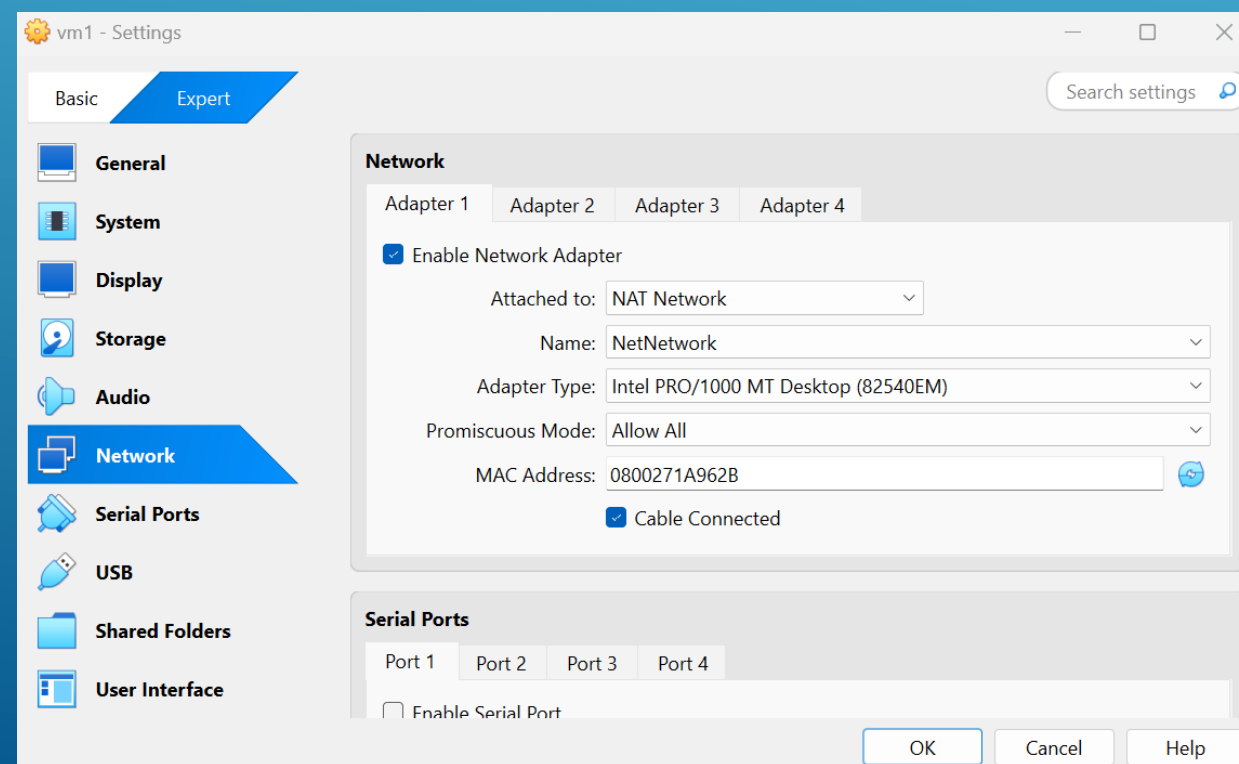 vm1 - Settings
Basic
Expert
Search settings
General
System
Display
Storage
Audio
Network
Serial Ports
USB
Shared Folders
User Interface
Network
Adapter 1 Adapter 2 Adapter 3 Adapter 4
Enable Network Adapter
Attached to: NAT Network
Name: NetNetwork
Adapter Type: Intel PRO/1000 MT Desktop (82540EM)
Promiscuous Mode: Allow All
MAC Address: 0800271A962B
Cable Connected
Serial Ports
Port 1 Port 2 Port 3 Port 4
Enable Serial Port
OK Cancel Help